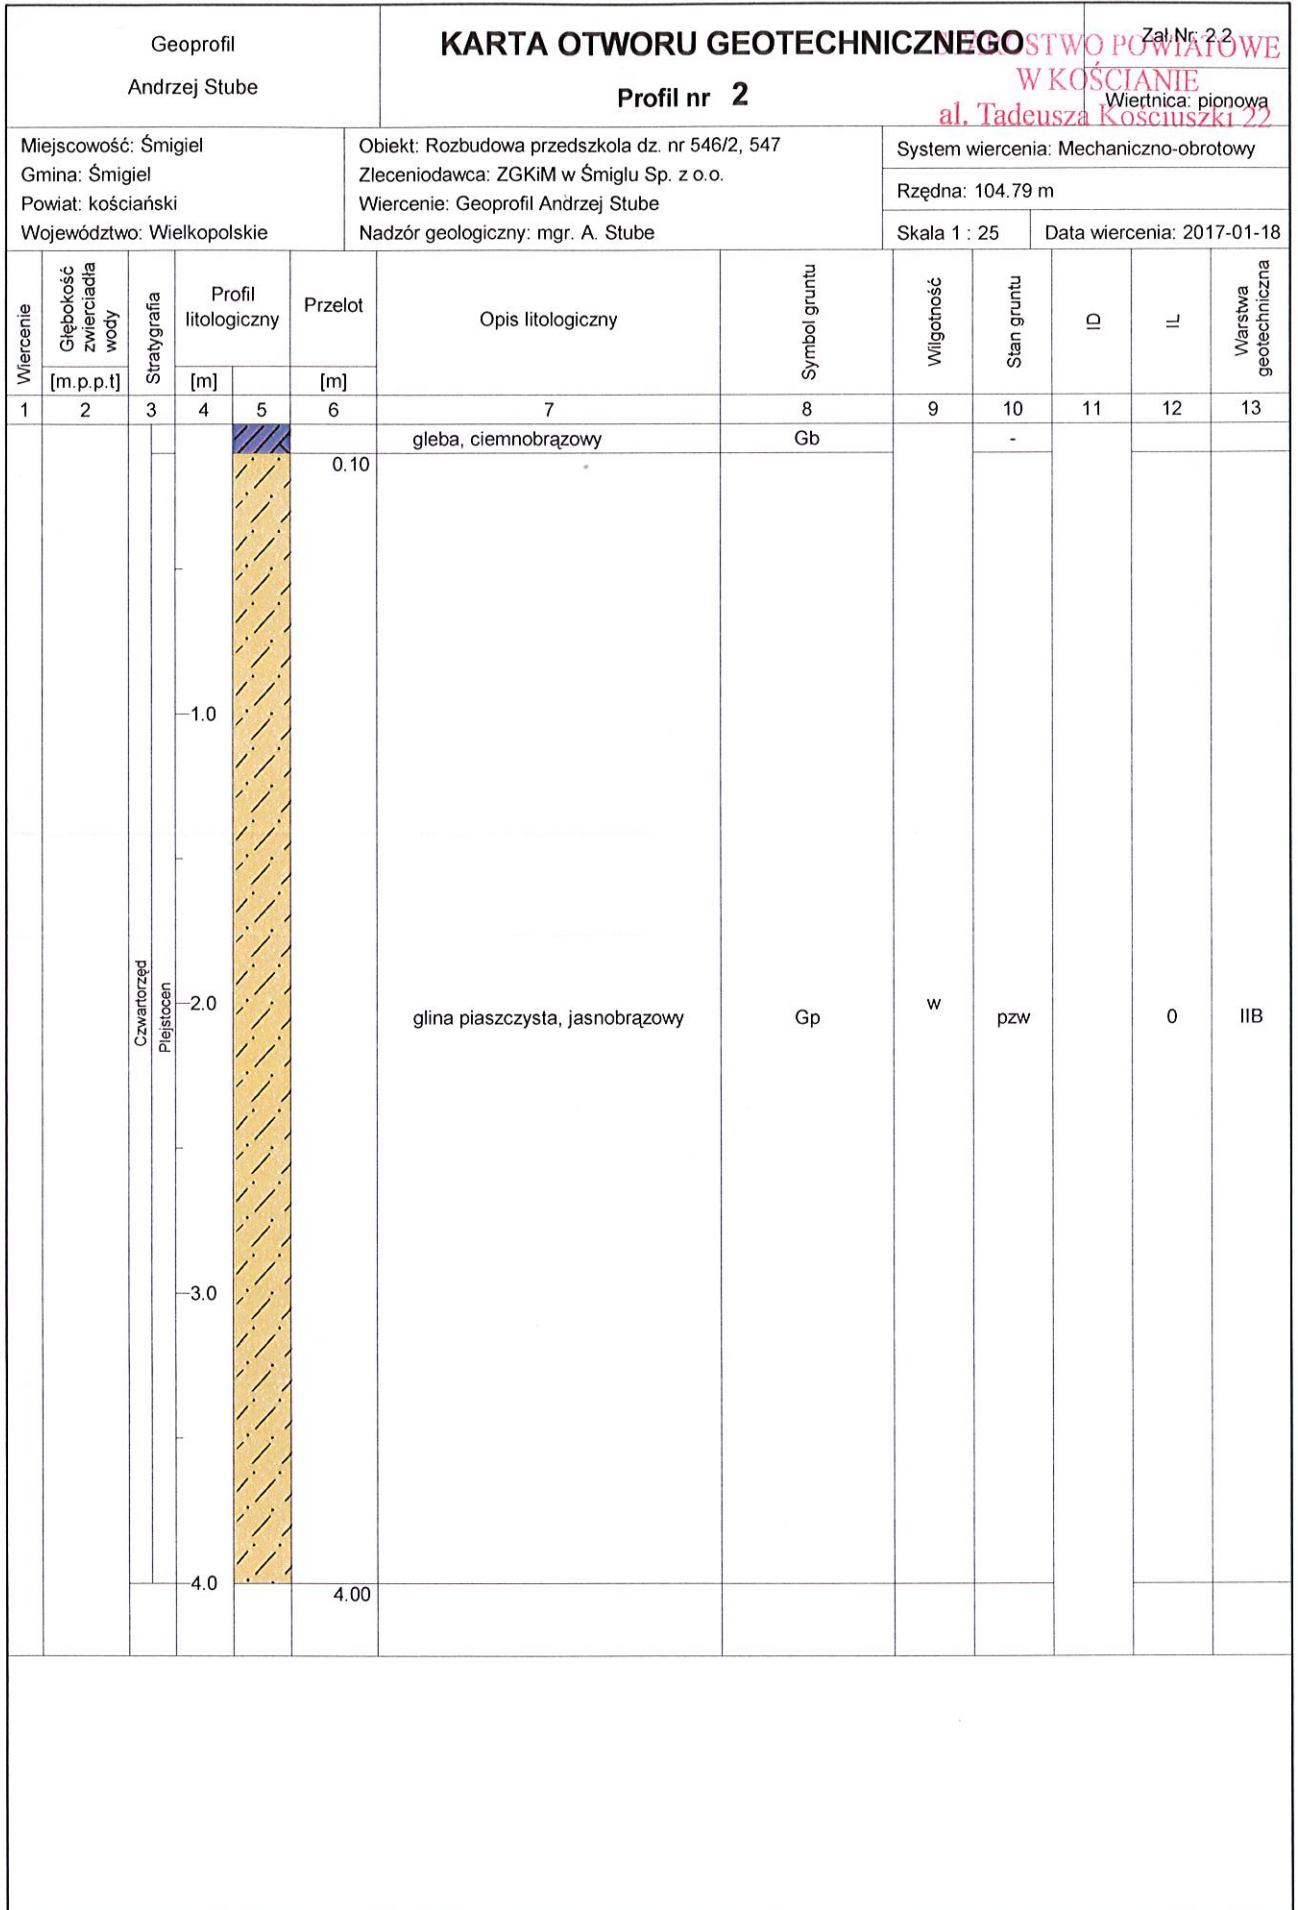 Geoprofil
Andrzej Stube
KARTA OTWORU GEOTECHNICZNEGO
Profil nr 2
Zał.Nr: 2.2
Wiertnica: pionowa
STWO POWIATOWE
W KOŚCIANIE
al. Tadeusza Kościuszki 22
Miejscowość: Śmigiel
Gmina: Śmigiel
Powiat: kościański
Województwo: Wielkopolskie
Obiekt: Rozbudowa przedszkola dz. nr 546/2, 547
Zleceniodawca: ZGKiM w Śmiglu Sp. z o.o.
Wiercenie: Geoprofil Andrzej Stube
Nadzór geologiczny: mgr. A. Stube
System wiercenia: Mechaniczno-obrotowy
Rzędna: 104.79 m
Skala 1 : 25
Data wiercenia: 2017-01-18
Wiercenie
Głębokość
zwierciadła
wody
[m.p.p.t]
Stratygrafia
Profil
litologiczny
[m]
Przelot
[m]
Opis litologiczny
Symbol gruntu
Wilgotność
Stan gruntu
ID
IL
Warstwa
geotechniczna
1 2 3 4 5 6 7 8 9 10 11 12 13
gleba, ciemnobrązowy Gb -
0.10
1.0
Czwartorzęd
Plejstocen
2.0
glina piaszczysta, jasnobrązowy Gp w pzw 0 IIB
3.0
4.0
4.00